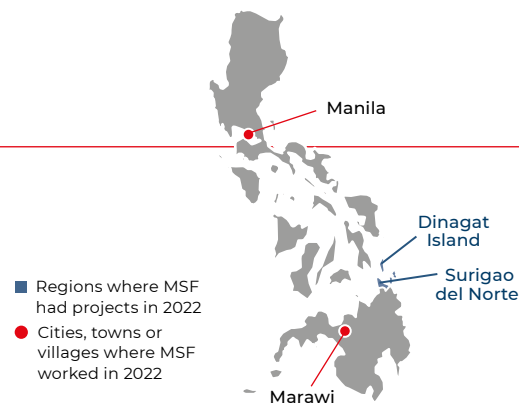 Manila
Dinagat
Island
Surigao
del Norte
Regions where MSF
had projects in 2022
Cities, towns or
villages where MSF
worked in 2022
Marawi